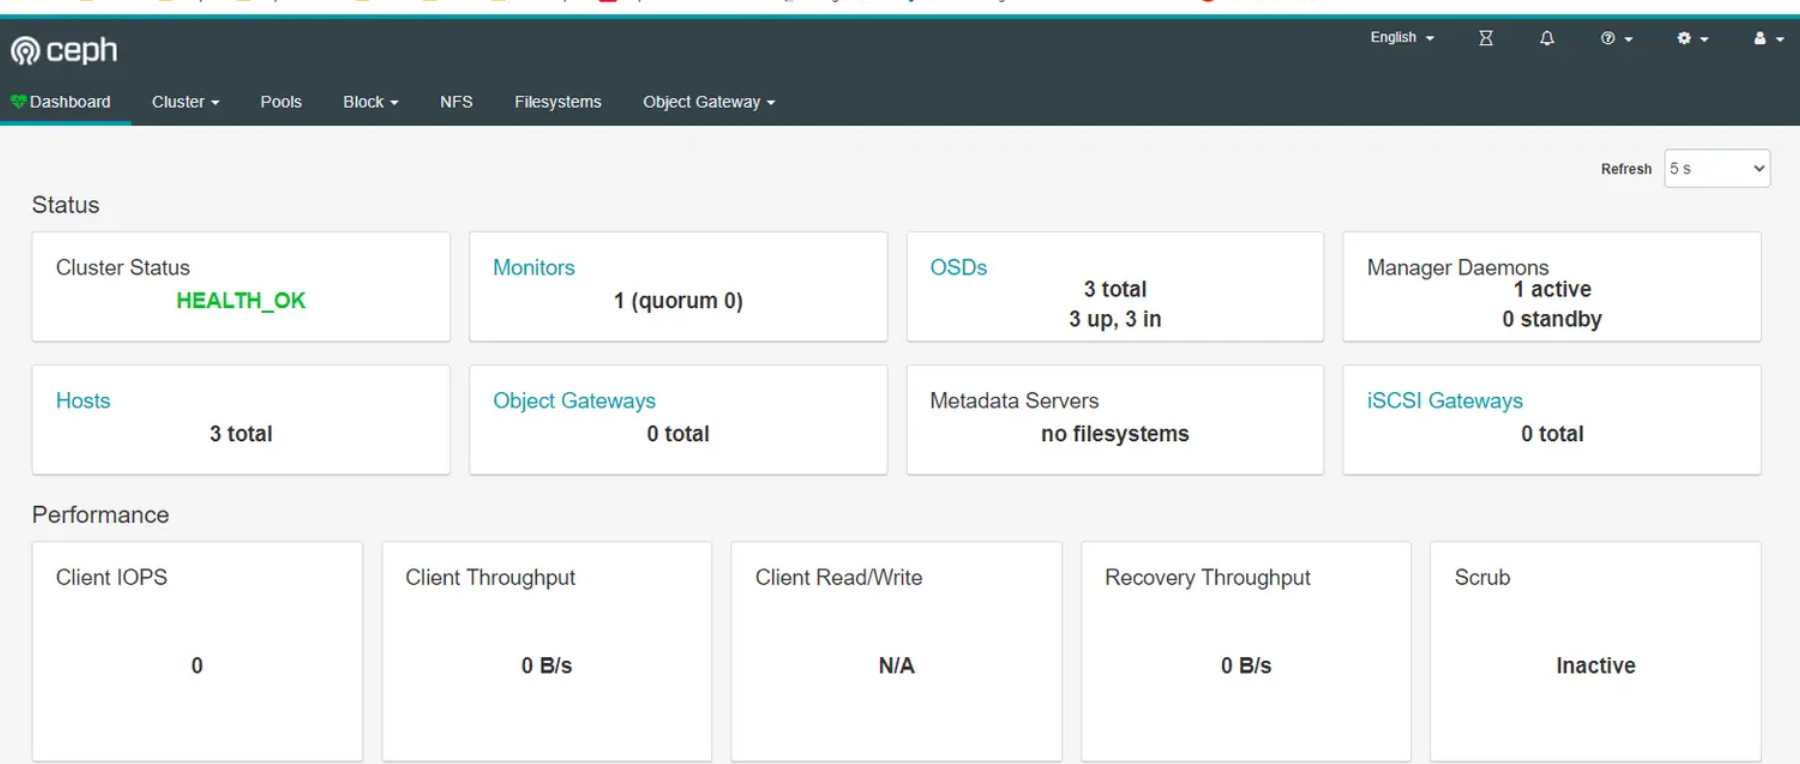 ceph
English
Dashboard Cluster Pools Block NFS Filesystems Object Gateway
Refresh 5 s
Status
Cluster Status
HEALTH_OK
Monitors
1 (quorum 0)
OSDs
3 total
3 up, 3 in
Manager Daemons
1 active
0 standby
Hosts
3 total
Object Gateways
0 total
Metadata Servers
no filesystems
iSCSI Gateways
0 total
Performance
Client IOPS
0
Client Throughput
0 B/s
Client Read/Write
N/A
Recovery Throughput
0 B/s
Scrub
Inactive